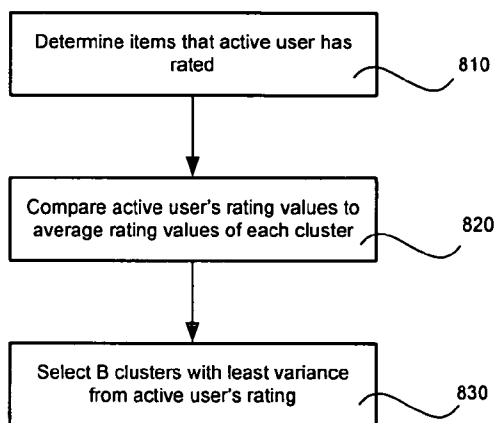 Determine items that active user has
rated
810
Compare active user's rating values to
average rating values of each cluster
820
Select B clusters with least variance
from active user's rating
830